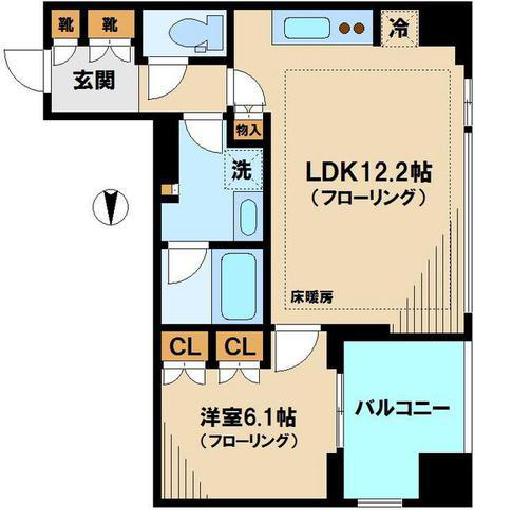 靴
靴
玄関
冷
物入
洗
LDK12.2帖
(フローリング)
床暖房
CL
CL
洋室6.1帖
(フローリング)
バルコニー